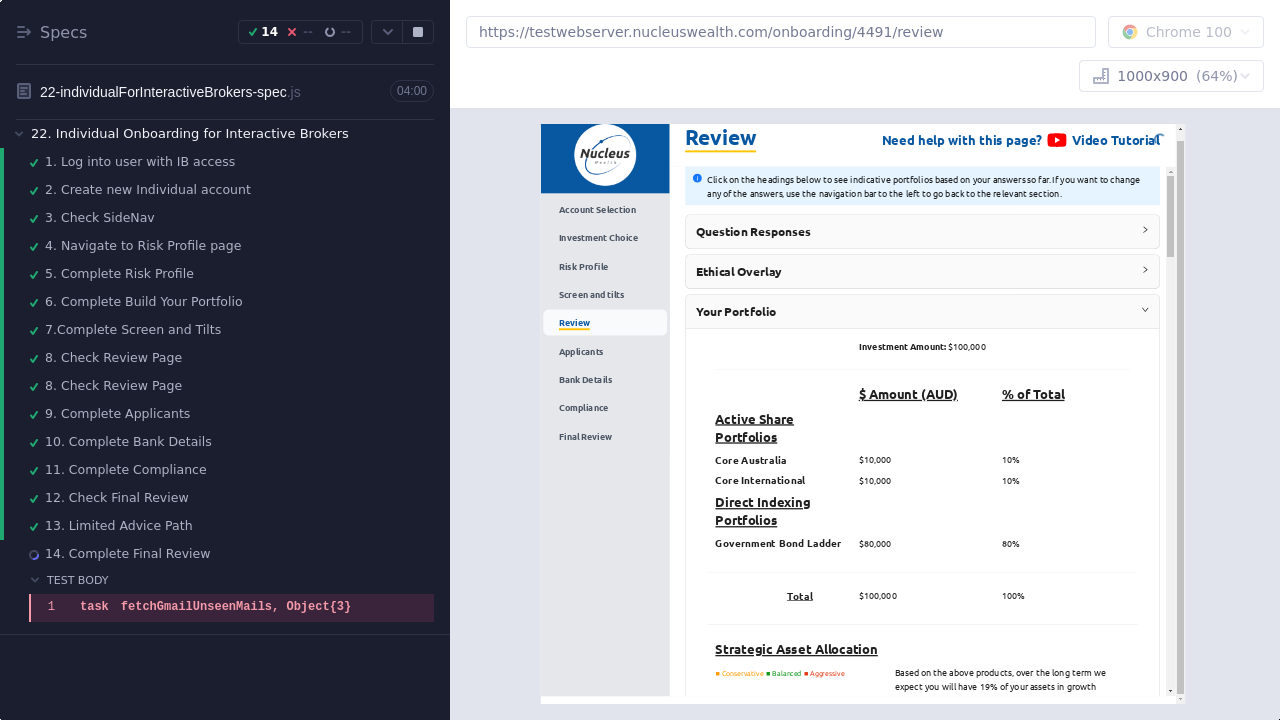 Specs
14
--
--
22-individualForInteractiveBrokers-spec.js
04:00
22. Individual Onboarding for Interactive Brokers
1. Log into user with IB access
2. Create new Individual account
3. Check SideNav
4. Navigate to Risk Profile page
5. Complete Risk Profile
6. Complete Build Your Portfolio
7.Complete Screen and Tilts
8. Check Review Page
8. Check Review Page
9. Complete Applicants
10. Complete Bank Details
11. Complete Compliance
12. Check Final Review
13. Limited Advice Path
14. Complete Final Review
TEST BODY
1 task fetchGmailUnseenMails, Object{3}
https://testwebserver.nucleuswealth.com/onboarding/4491/review
Chrome 100
1000x900 (64%)
Nucleus
Wealth
Account Selection
Investment Choice
Risk Profile
Screen and tilts
Review
Applicants
Bank Details
Compliance
Final Review
Review
Need help with this page? Video Tutorial
Click on the headings below to see indicative portfolios based on your answers so far. If you want to change
any of the answers, use the navigation bar to the left to go back to the relevant section.
Question Responses
Ethical Overlay
Your Portfolio
Investment Amount: $100,000
$ Amount (AUD) % of Total
Active Share
Portfolios
Core Australia $10,000 10%
Core International $10,000 10%
Direct Indexing
Portfolios
Government Bond Ladder $80,000 80%
Total $100,000 100%
Strategic Asset Allocation
Conservative Balanced Aggressive
Based on the above products, over the long term we
expect you will have 19% of your assets in growth